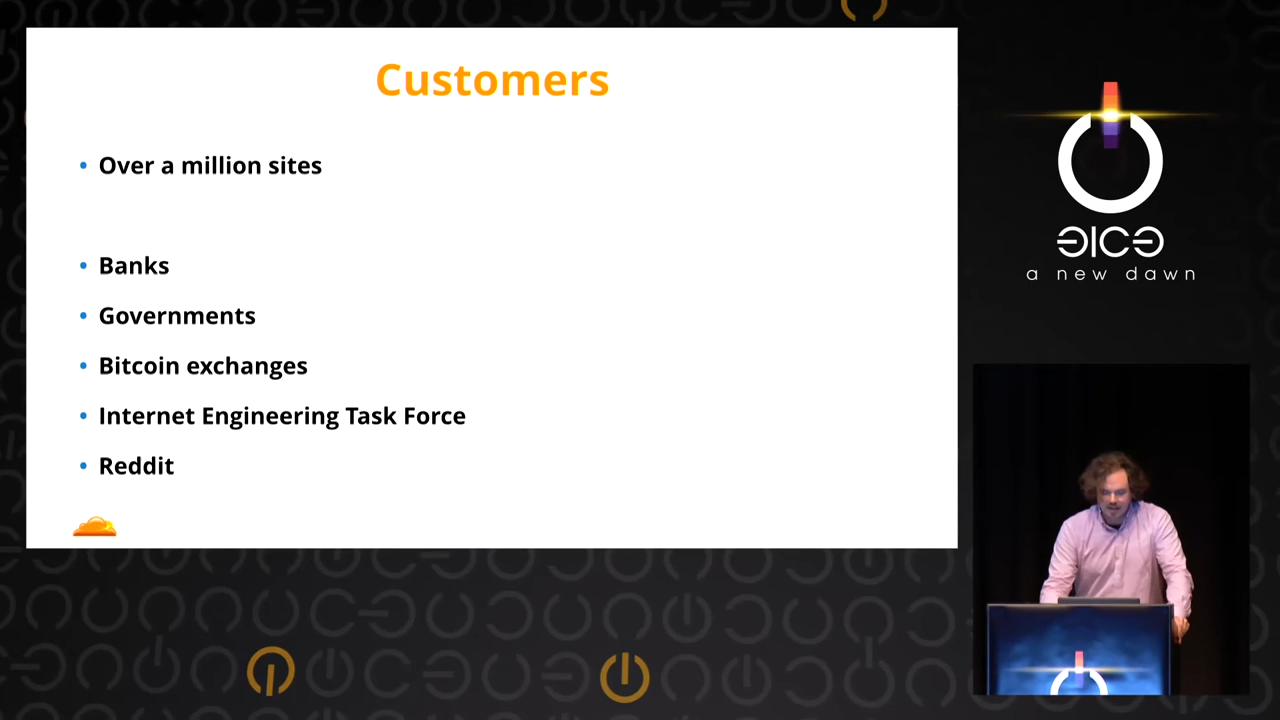 Customers
Over a million sites
Banks
Governments
Bitcoin exchanges
Internet Engineering Task Force
Reddit
a new dawn